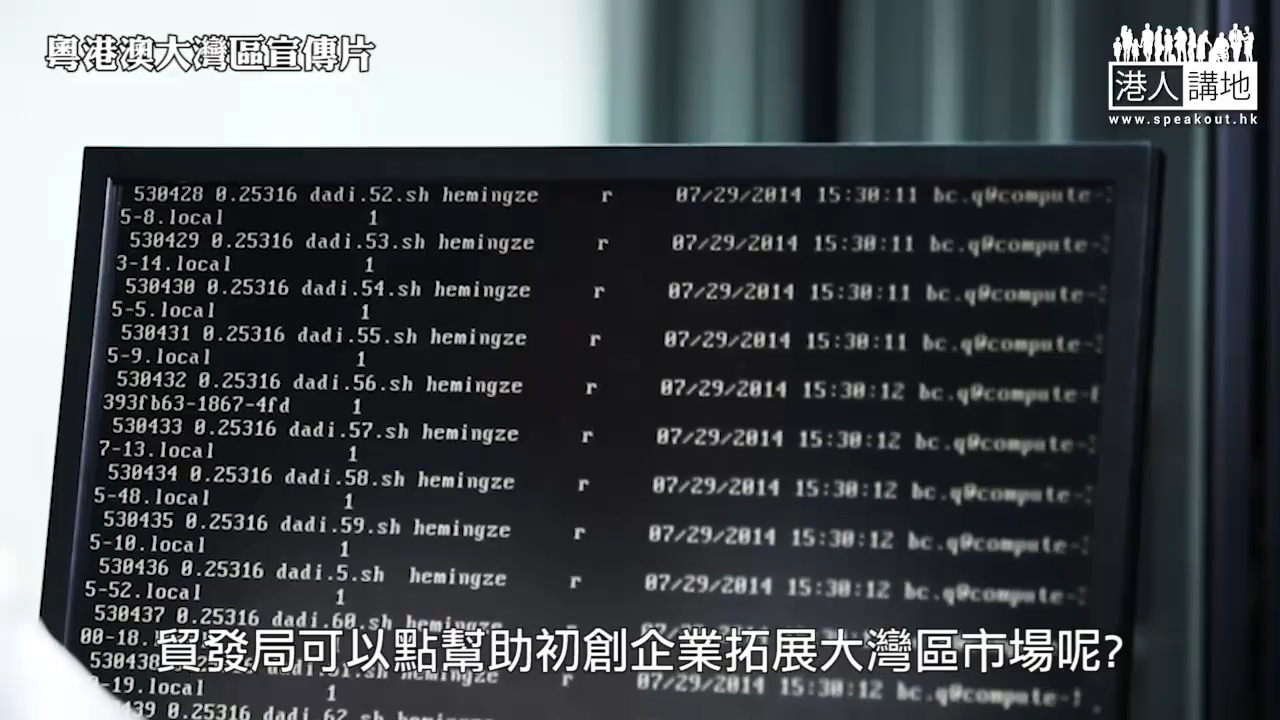 粵港澳大灣區宣傳片
港人講地
www.speakout.hk
530428 0.25316 dadi.52.sh hemingze r 07/29/2014 15:30:11 bc.q@compute-
5-8.local 1
530429 0.25316 dadi.53.sh hemingze r 07/29/2014 15:30:11 bc.q@compute-
3-14.local 1
530430 0.25316 dadi.54.sh hemingze r 07/29/2014 15:30:11 bc.q@compute-
5-5.local 1
530431 0.25316 dadi.55.sh hemingze r 07/29/2014 15:30:11 bc.q@compute-
5-9.local 1
530432 0.25316 dadi.56.sh hemingze r 07/29/2014 15:30:12 bc.q@compute-
393fb63-1867-4fd 1
530433 0.25316 dadi.57.sh hemingze r 07/29/2014 15:30:12 bc.q@compute-
7-13.local 1
530434 0.25316 dadi.58.sh hemingze r 07/29/2014 15:30:12 bc.q@compute-
5-48.local 1
530435 0.25316 dadi.59.sh hemingze r 07/29/2014 15:30:12 bc.q@compute-
5-10.local 1
530436 0.25316 dadi.5.sh hemingze r 07/29/2014 15:30:12 bc.q@compute-
5-52.local 1
530437 0.25316 dadi.60.sh
00-18.
貿發局可以點幫助初創企業拓展大灣區市場呢?
07/29/2014 15:30:12 bc.q@compute-
-19.local 1
0.25316 dadi.62.sh